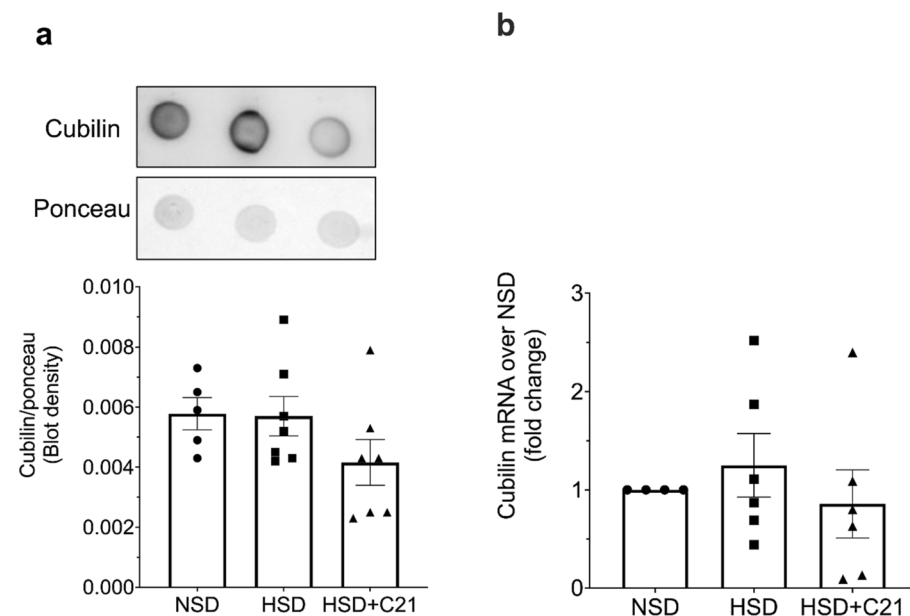 a
Cubilin
Ponceau
Cubilin/ponceau
(Blot density)
0.010
0.008
0.006
0.004
0.002
0.000
NSD HSD HSD+C21
b
Cubilin mRNA over NSD
(fold change)
3
2
1
0
NSD HSD HSD+C21